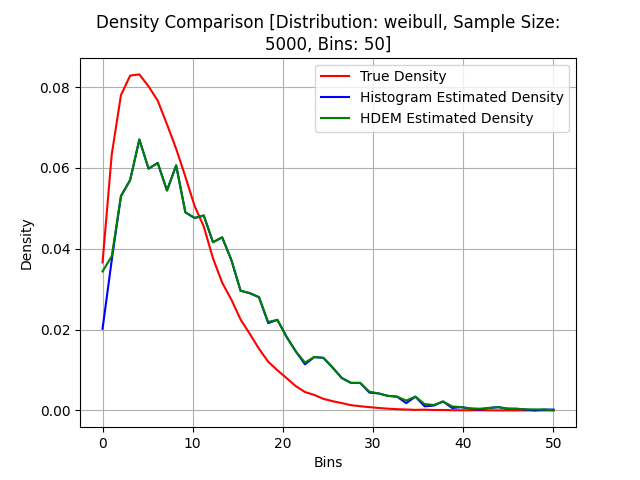 Density Comparison [Distribution: weibull, Sample Size:
5000, Bins: 50]
True Density
Histogram Estimated Density
HDEM Estimated Density
Density
0.08
0.06
0.04
0.02
0.00
0 10 20 30 40 50
Bins